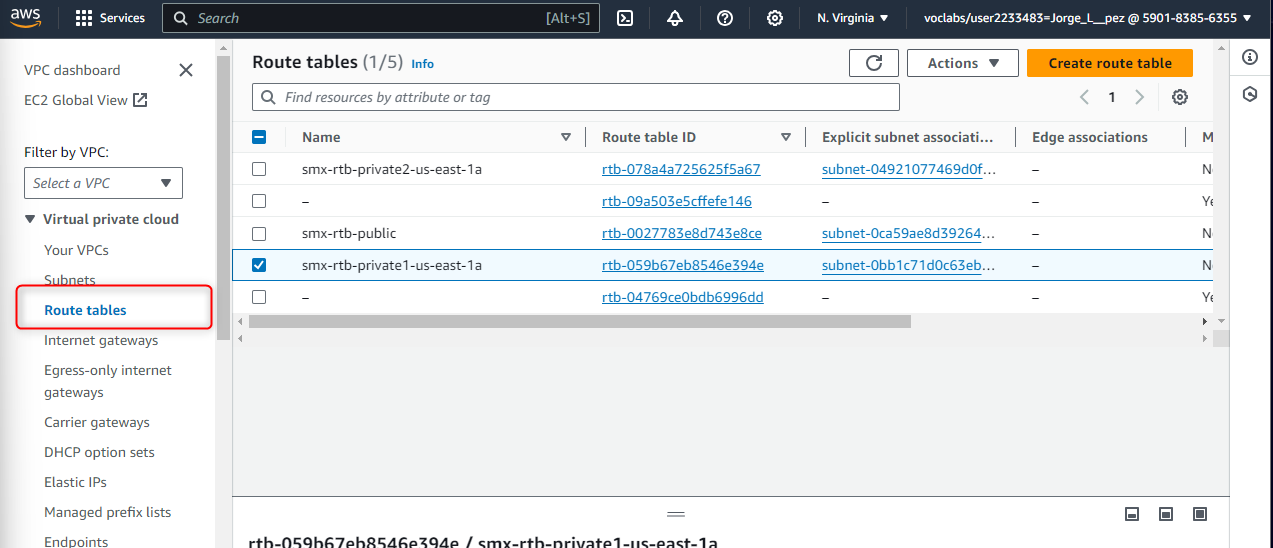 aws Services Search [Alt+S] N. Virginia voclabs/user2233483=Jorge_L__pez @ 5901-8385-6355
VPC dashboard
EC2 Global View
Filter by VPC:
Select a VPC
Virtual private cloud
Your VPCs
Subnets
Route tables
Internet gateways
Egress-only internet
gateways
Carrier gateways
DHCP option sets
Elastic IPs
Managed prefix lists
Endpoints
Route tables (1/5) Info Actions Create route table
Find resources by attribute or tag 1
Name Route table ID Explicit subnet associati... Edge associations M
smx-rtb-private2-us-east-1a rtb-078a4a725625f5a67 subnet-04921077469d0f... – No
– rtb-09a503e5cffefe146 – – Ye
smx-rtb-public rtb-0027783e8d743e8ce subnet-0ca59ae8d39264... – No
smx-rtb-private1-us-east-1a rtb-059b67eb8546e394e subnet-0bb1c71d0c63eb... – No
– rtb-04769ce0bdb6996dd – – Ye
rtb-059b67eb8546e394e / smx-rtb-private1-us-east-1a